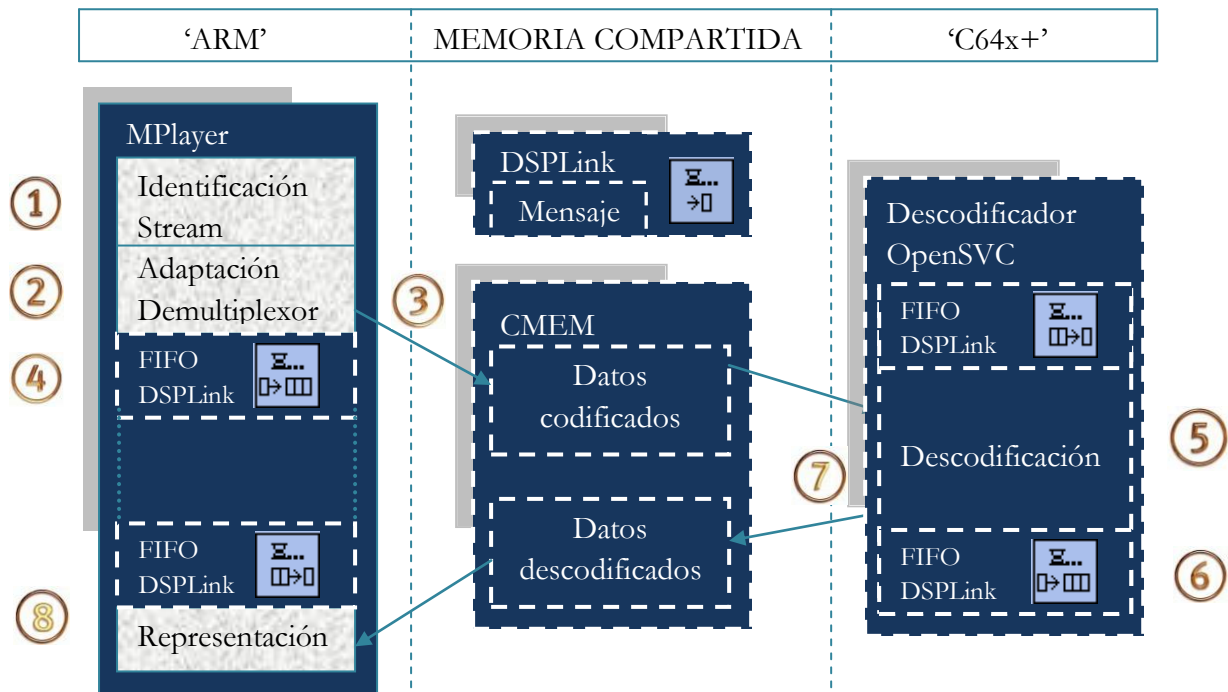 ‘ARM’
MEMORIA COMPARTIDA
‘C64x+’
MPlayer
Identificación
Stream
Adaptación
Demultiplexor
FIFO
DSPLink
FIFO
DSPLink
Representación
1
2
4
8
DSPLink
Mensaje
Ξ...
3
CMEM
Datos
codificados
Datos
descodificados
7
Descodificador
OpenSVC
FIFO
DSPLink
Descodificación
FIFO
DSPLink
5
6